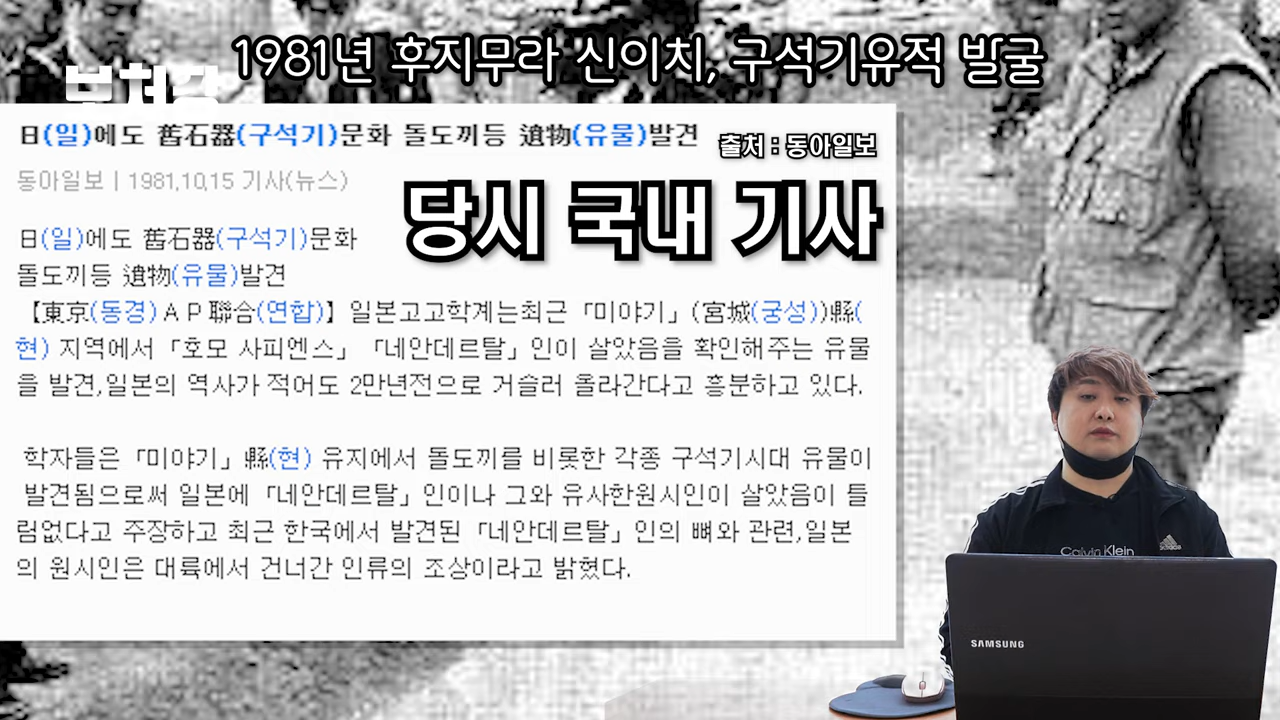 1981년 후지무라 신이치, 구석기유적 발굴
日(일)에도 舊石器(구석기)문화 돌도끼등 遺物(유물)발견
출처 : 동아일보
동아일보 | 1981.10.15 기사(뉴스)
당시 국내 기사
日(일)에도 舊石器(구석기)문화
돌도끼등 遺物(유물)발견
【東京(동경)ＡＰ聯合(연합)】일본고고학계는최근「미야기」(宮城(궁성))縣(
현) 지역에서「호모 사피엔스」「네안데르탈」인이 살았음을 확인해주는 유물
을 발견,일본의 역사가 적어도 2만년전으로 거슬러 올라간다고 흥분하고 있다.
학자들은「미야기」縣(현) 유지에서 돌도끼를 비롯한 각종 구석기시대 유물이
발견됨으로써 일본에「네안데르탈」인이나 그와 유사한원시인이 살았음이 틀
림없다고 주장하고 최근 한국에서 발견된「네안데르탈」인의 뼈와 관련,일본
의 원시인은 대륙에서 건너간 인류의 조상이라고 밝혔다.
Calvin Klein
adidas
SAMSUNG